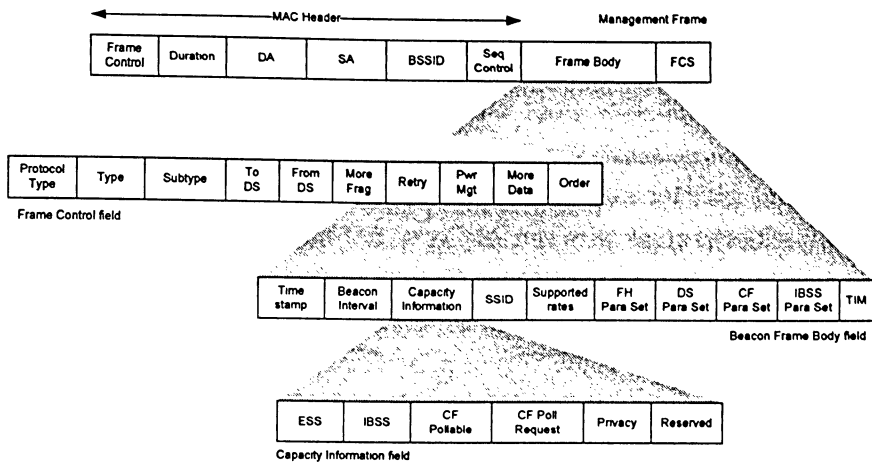 MAC Header
Management Frame
Frame Control
Duration
DA
SA
BSSID
Seq Control
Frame Body
FCS
Protocol Type
Type
Subtype
To DS
From DS
More Frag
Retry
Pwr Mgt
More Data
Order
Frame Control field
Time stamp
Beacon Interval
Capacity Information
SSID
Supported rates
FH Para Set
DS Para Set
CF Para Set
IBSS Para Set
TIM
Beacon Frame Body field
ESS
IBSS
CF Pollable
CF Poll Request
Privacy
Reserved
Capacity Information field